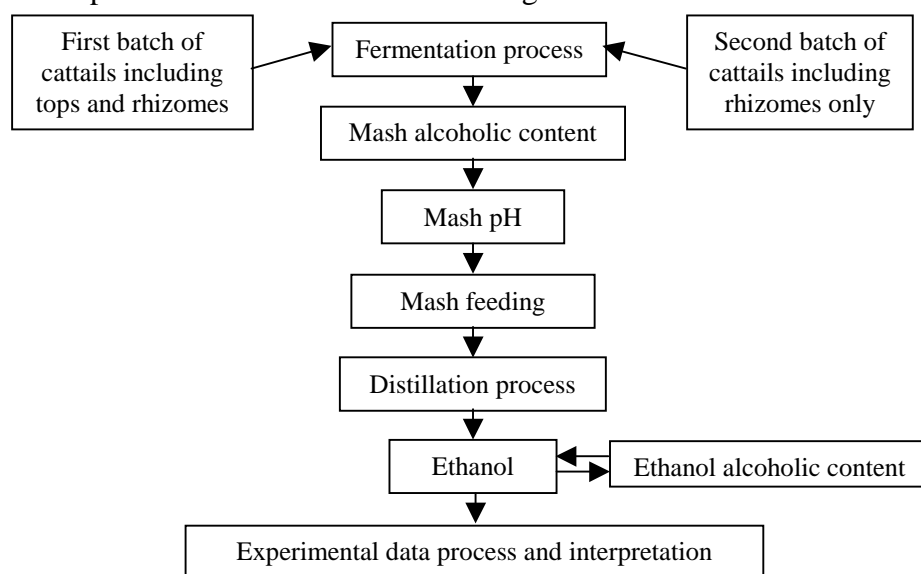 First batch of
cattails including
tops and rhizomes
Fermentation process
Second batch of
cattails including
rhizomes only
Mash alcoholic content
Mash pH
Mash feeding
Distillation process
Ethanol
Ethanol alcoholic content
Experimental data process and interpretation